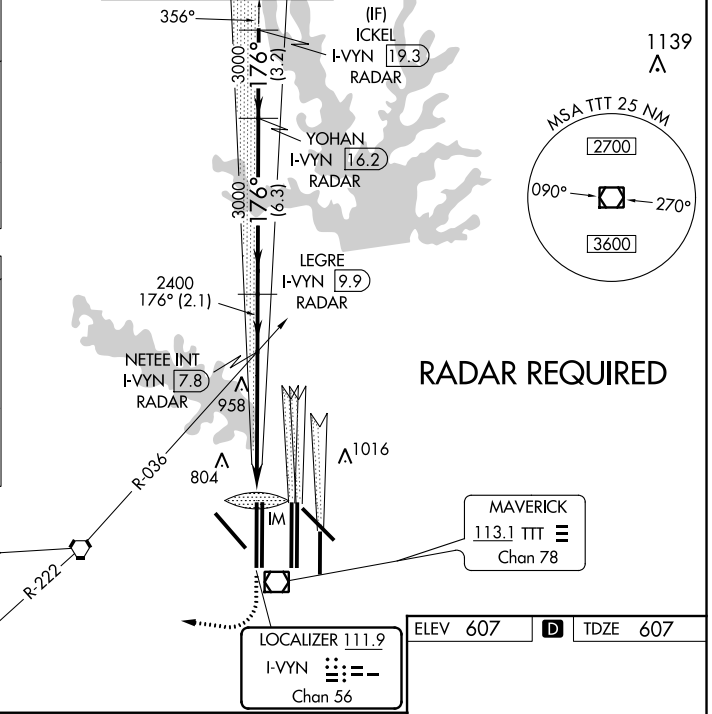 356°
(IF)
ICKEL
I-VYN 19.3
RADAR
3000
176°
(3.2)
1139
YOHAN
I-VYN 16.2
RADAR
MSA TTT 25 NM
2700
090°
270°
3600
3000
176°
(6.3)
LEGRE
I-VYN 9.9
RADAR
2400
176° (2.1)
NETEE INT
I-VYN 7.8
RADAR
RADAR REQUIRED
958
804
1016
R-036
IM
MAVERICK
113.1 TTT
Chan 78
R-222
LOCALIZER 111.9
I-VYN
Chan 56
ELEV 607 D TDZE 607